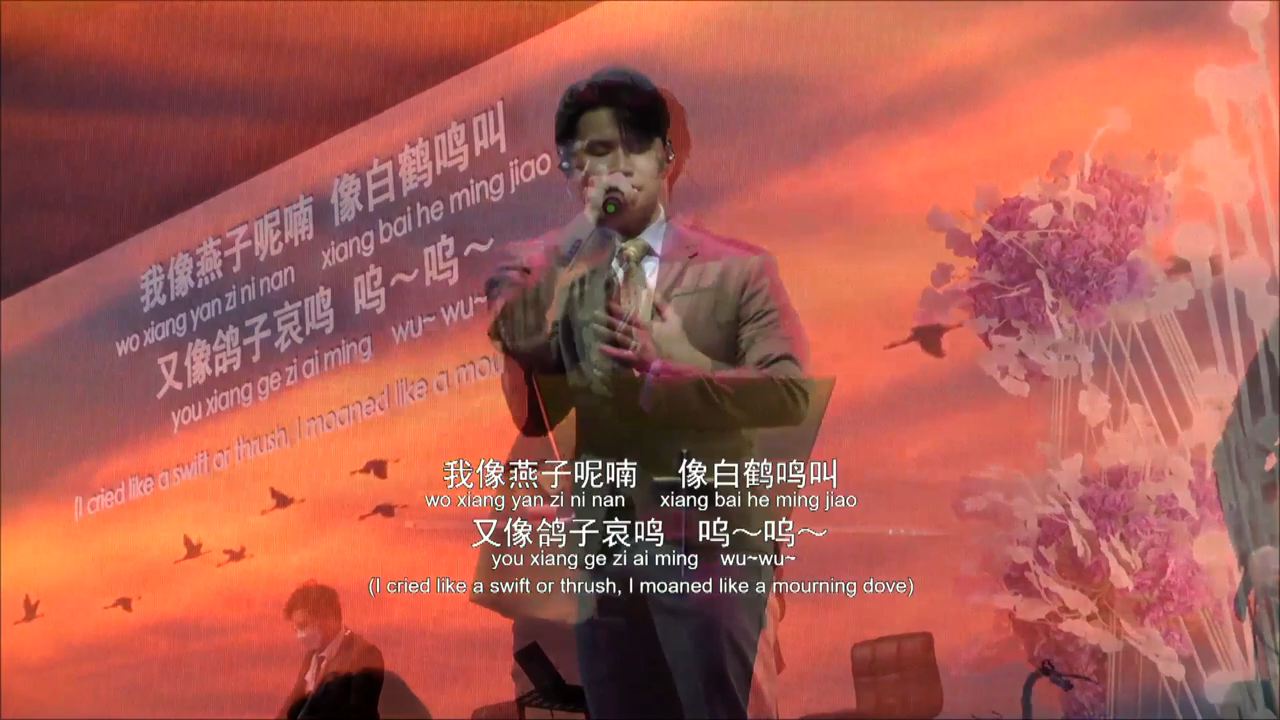 我像燕子呢喃 像白鹤鸣叫
wo xiang yan zi ni nan xiang bai he ming jiao
又像鸽子哀鸣 呜～呜～
you xiang ge zi ai ming wu~ wu~
(I cried like a swift or thrush, I moaned like a mou
我像燕子呢喃 像白鹤鸣叫
wo xiang yan zi ni nan xiang bai he ming jiao
又像鸽子哀鸣 呜～呜～
you xiang ge zi ai ming wu~wu~
(I cried like a swift or thrush, I moaned like a mourning dove)